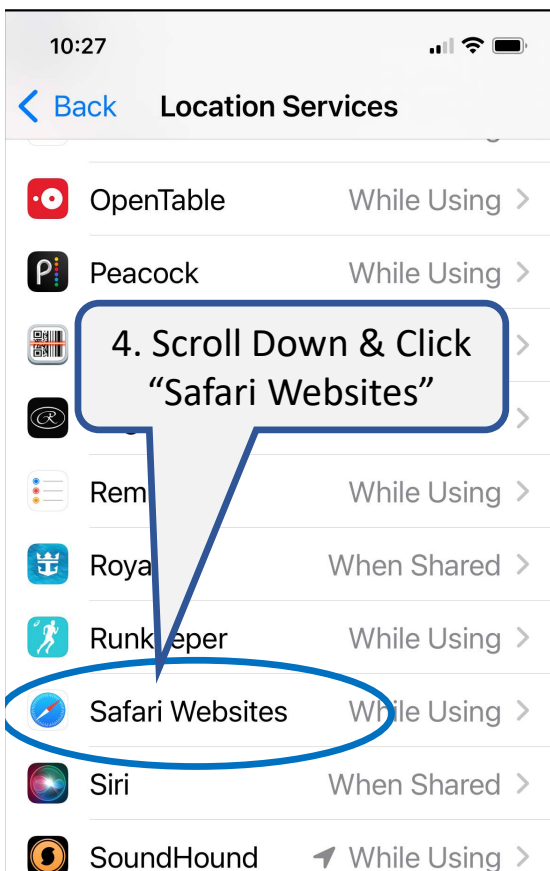 10:27
Back Location Services
OpenTable While Using
Peacock While Using
4. Scroll Down & Click
“Safari Websites”
Rem While Using
Roya When Shared
Runk eper While Using
Safari Websites While Using
Siri When Shared
SoundHound While Using